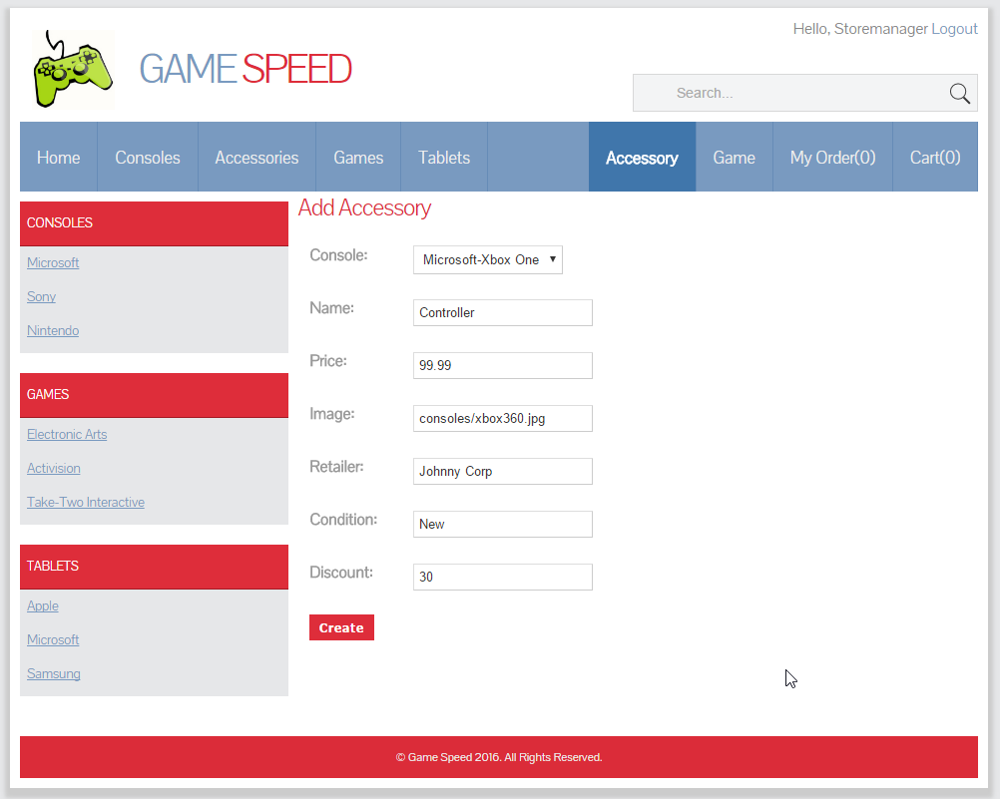 Hello, Storemanager Logout
GAME SPEED
Search...
Home Consoles Accessories Games Tablets Accessory Game My Order(0) Cart(0)
CONSOLES
Microsoft
Sony
Nintendo
GAMES
Electronic Arts
Activision
Take-Two Interactive
TABLETS
Apple
Microsoft
Samsung
Add Accessory
Console: Microsoft-Xbox One
Name: Controller
Price: 99.99
Image: consoles/xbox360.jpg
Retailer: Johnny Corp
Condition: New
Discount: 30
Create
© Game Speed 2016. All Rights Reserved.